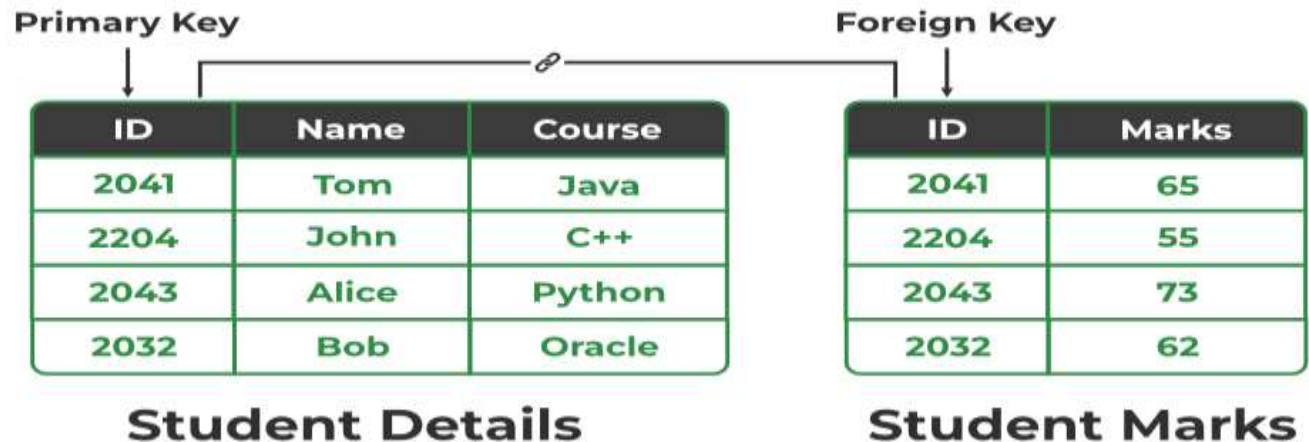 Primary Key Foreign Key
ID Name Course ID Marks
2041 Tom Java 2041 65
2204 John C++ 2204 55
2043 Alice Python 2043 73
2032 Bob Oracle 2032 62
Student Details Student Marks